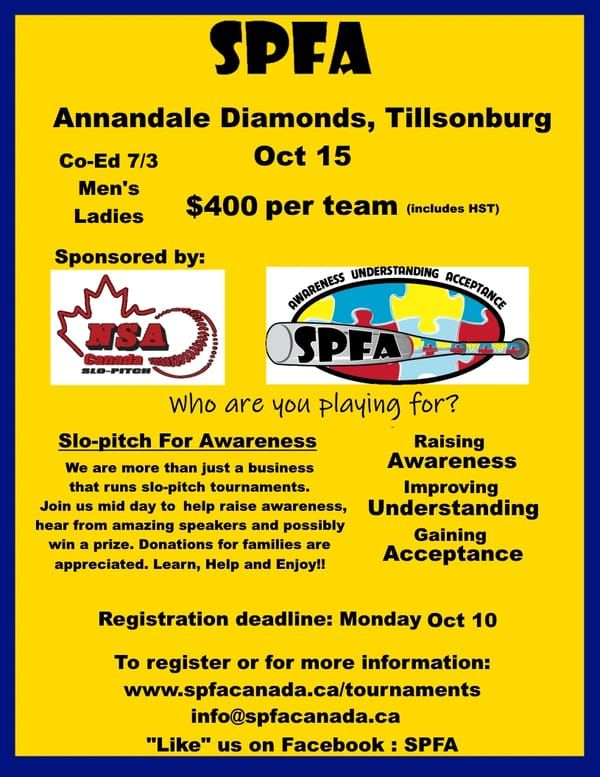 SPFA
Annandale Diamonds, Tillsonburg
Oct 15
Co-Ed 7/3
Men's
Ladies
$400 per team (includes HST)
Sponsored by:
NSA
Canada
SLO-PITCH
AWARENESS UNDERSTANDING ACCEPTANCE
SPFA
Who are you playing for?
Slo-pitch For Awareness
We are more than just a business
that runs slo-pitch tournaments.
Join us mid day to help raise awareness,
hear from amazing speakers and possibly
win a prize. Donations for families are
appreciated. Learn, Help and Enjoy!!
Raising
Awareness
Improving
Understanding
Gaining
Acceptance
Registration deadline: Monday Oct 10
To register or for more information:
www.spfacanada.ca/tournaments
info@spfacanada.ca
"Like" us on Facebook : SPFA